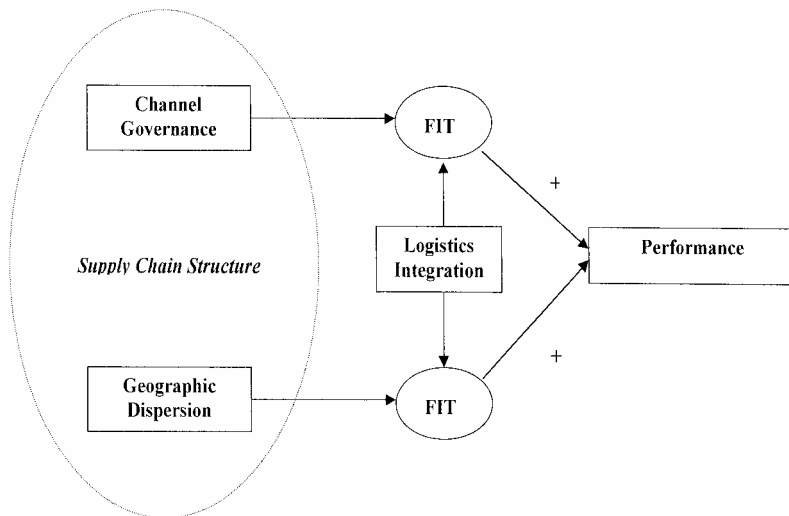 Channel
Governance
FIT
+
Supply Chain Structure
Logistics
Integration
Performance
+
Geographic
Dispersion
FIT